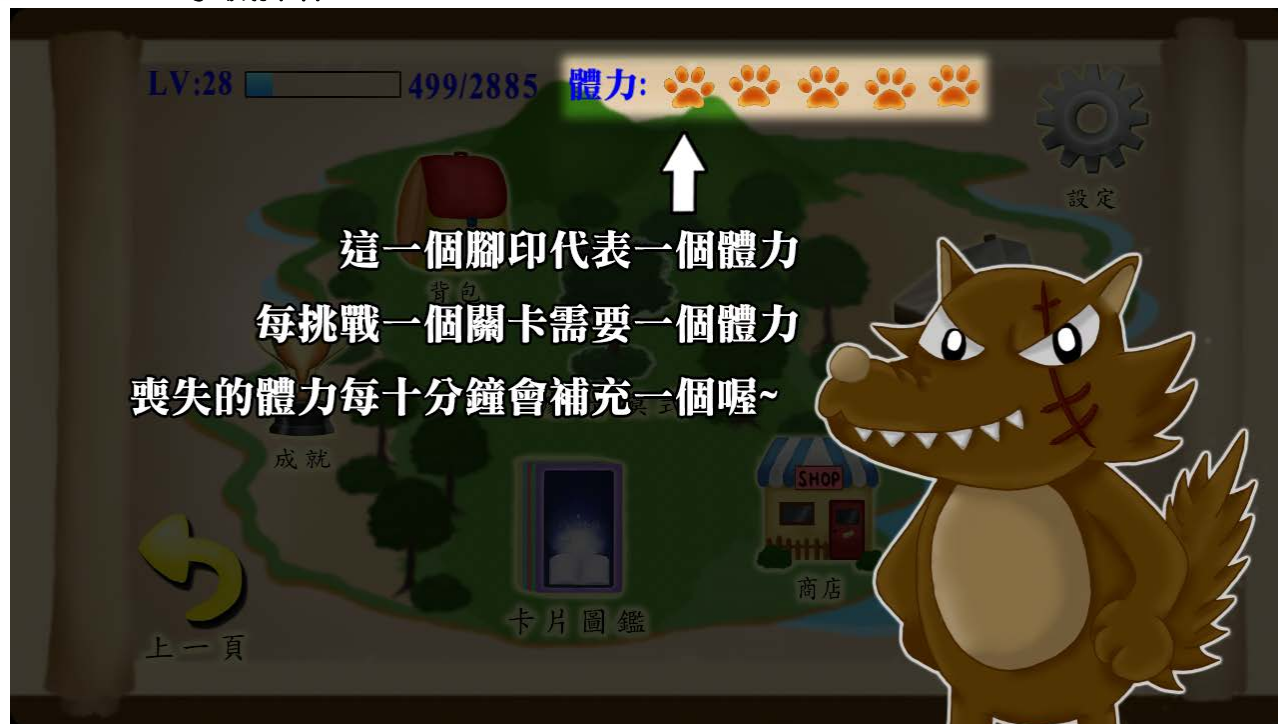 LV:28 499/2885 體力:
設定
這一個腳印代表一個體力
背包
每挑戰一個關卡需要一個體力
喪失的體力每十分鐘會補充一個喔~
成就
SHOP
商店
卡片圖鑑
上一頁